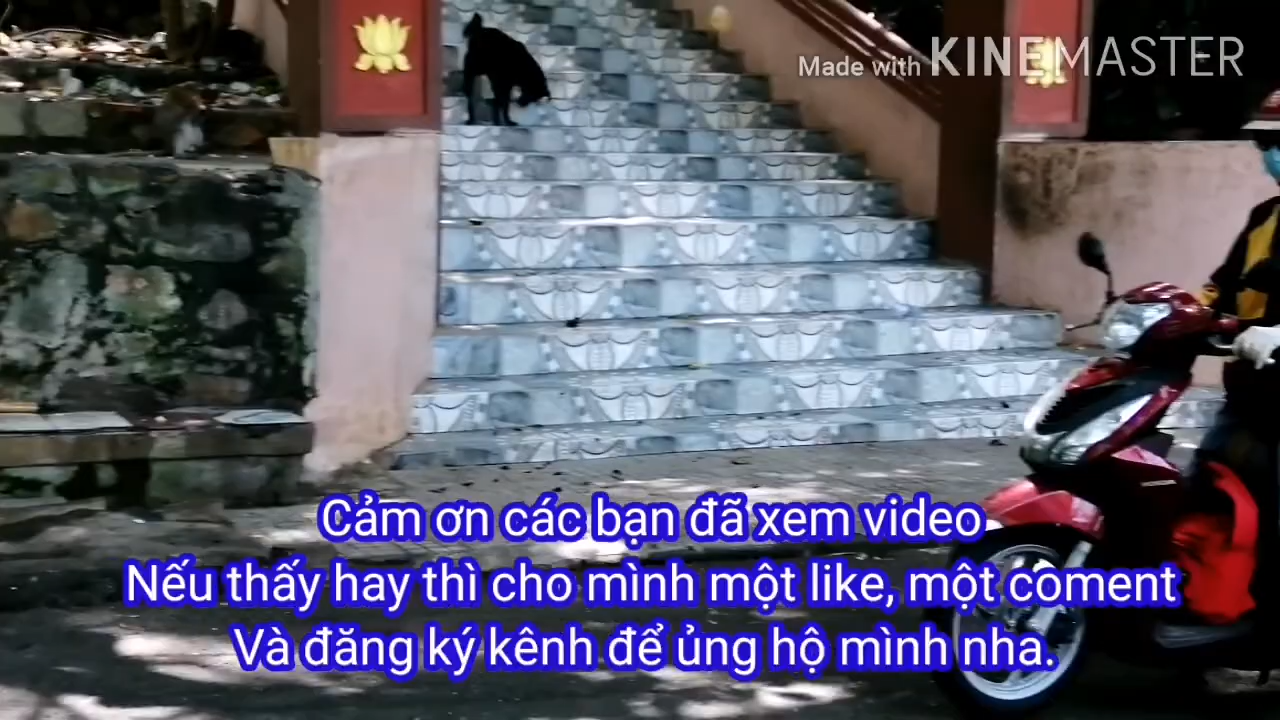 Made with KINEMASTER
Cảm ơn các bạn đã xem video
Nếu thấy hay thì cho mình một like, một coment
Và đăng ký kênh để ủng hộ mình nha.